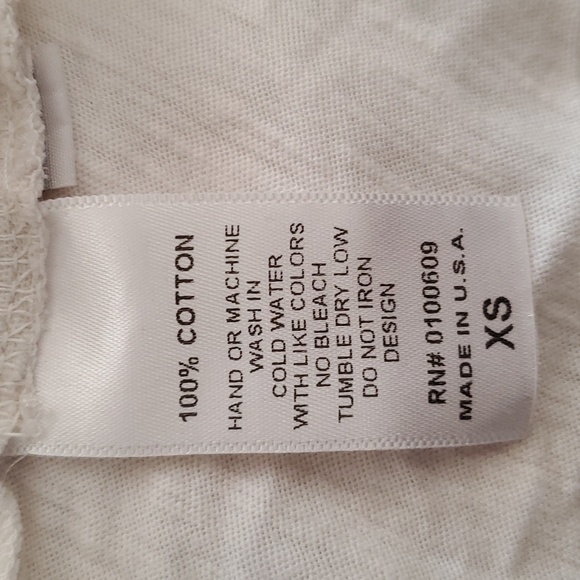 100% COTTON
HAND OR MACHINE
WASH IN
COLD WATER
WITH LIKE COLORS
NO BLEACH
TUMBLE DRY LOW
DO NOT IRON
DESIGN
RN# 0100609
MADE IN U.S.A.
XS